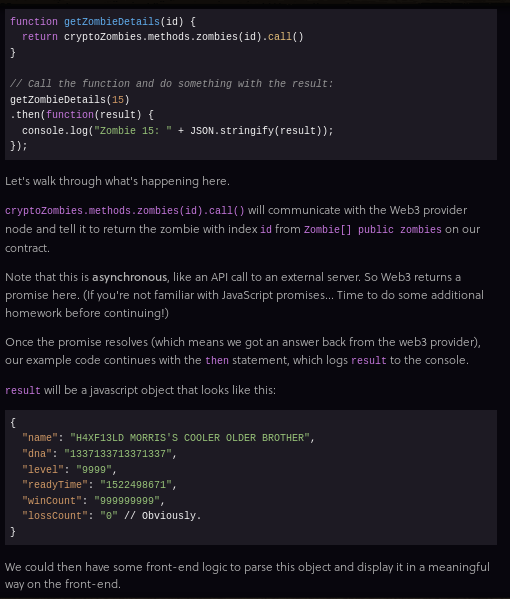 function getZombieDetails(id) {
  return cryptoZombies.methods.zombies(id).call()
}

// Call the function and do something with the result:
getZombieDetails(15)
.then(function(result) {
  console.log("Zombie 15: " + JSON.stringify(result));
});
Let's walk through what's happening here.
cryptoZombies.methods.zombies(id).call() will communicate with the Web3 provider
node and tell it to return the zombie with index id from Zombie[] public zombies on our
contract.
Note that this is asynchronous, like an API call to an external server. So Web3 returns a
promise here. (If you're not familiar with JavaScript promises... Time to do some additional
homework before continuing!)
Once the promise resolves (which means we got an answer back from the web3 provider),
our example code continues with the then statement, which logs result to the console.
result will be a javascript object that looks like this:
{
  "name": "H4XF13LD MORRIS'S COOLER OLDER BROTHER",
  "dna": "1337133713371337",
  "level": "9999",
  "readyTime": "1522498671",
  "winCount": "999999999",
  "lossCount": "0" // Obviously.
}
We could then have some front-end logic to parse this object and display it in a meaningful
way on the front-end.